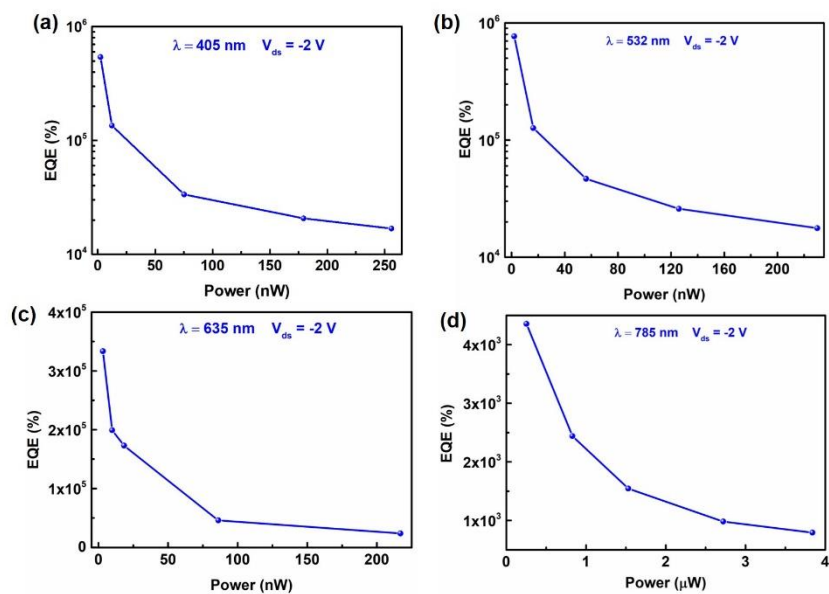 (a)
λ = 405 nm V_ds = -2 V
10^6
10^5
10^4
EQE (%)
0 50 100 150 200 250
Power (nW)
(b)
λ = 532 nm V_ds = -2 V
10^6
10^5
10^4
EQE (%)
0 40 80 120 160 200
Power (nW)
(c)
λ = 635 nm V_ds = -2 V
4x10^5
3x10^5
2x10^5
1x10^5
0
EQE (%)
0 50 100 150 200
Power (nW)
(d)
λ = 785 nm V_ds = -2 V
4x10^3
3x10^3
2x10^3
1x10^3
EQE (%)
0 1 2 3 4
Power (μW)